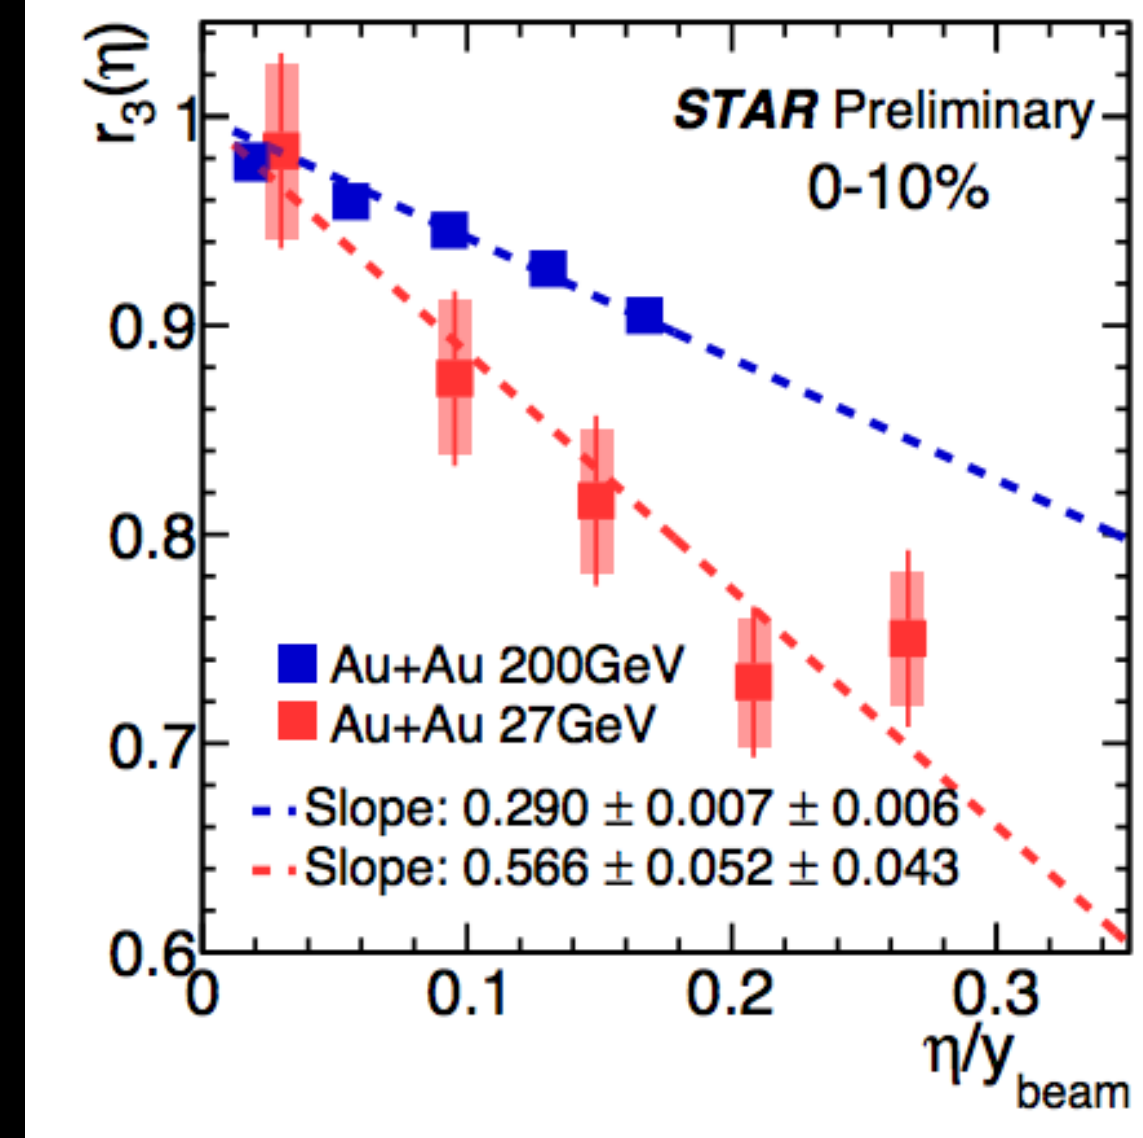 r3(η)
STAR Preliminary
0-10%
1
0.9
0.8
0.7
0.6
Au+Au 200GeV
Au+Au 27GeV
Slope: 0.290 ± 0.007 ± 0.006
Slope: 0.566 ± 0.052 ± 0.043
0 0.1 0.2 0.3
η/ybeam